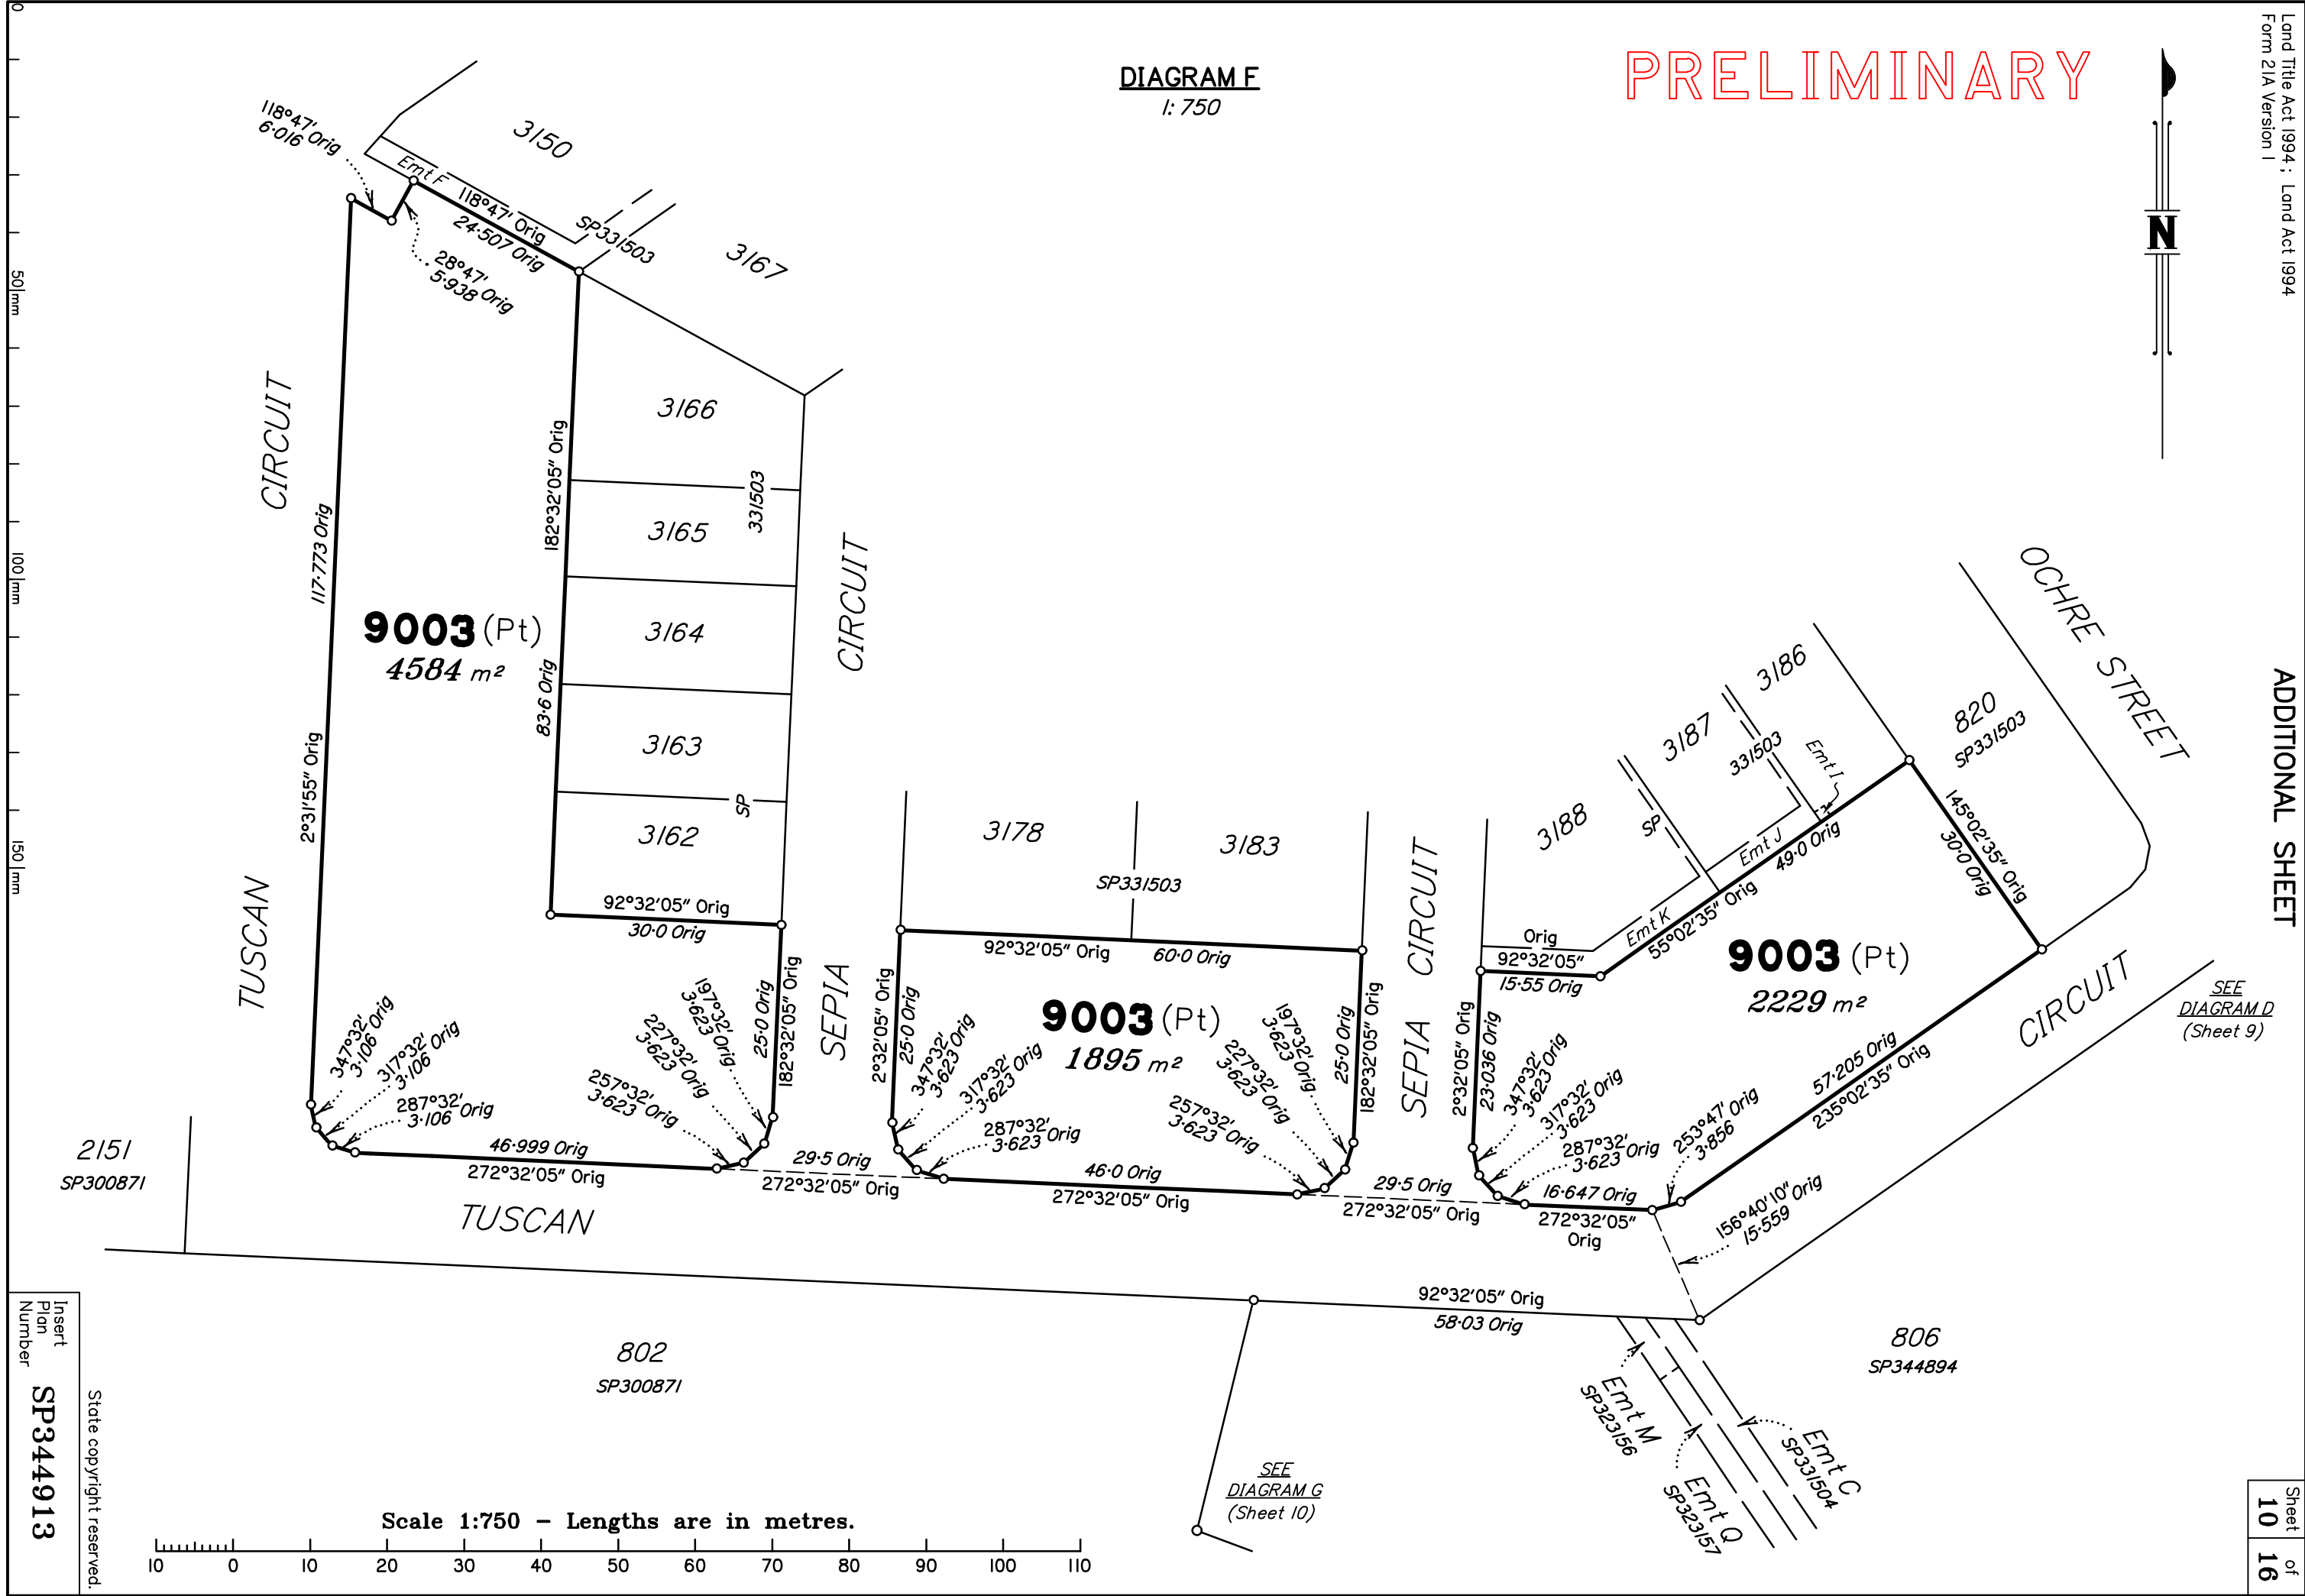 Land Title Act 1994 ; Land Act 1994
Form 21A Version 1
PRELIMINARY
DIAGRAM F
1:750
N
ADDITIONAL SHEET
0
50 mm
100 mm
150 mm
118°47' Orig
6·016
3150
Emt F
118°47' Orig
24·507 Orig
SP331503
3167
28°47' Orig
5·938
CIRCUIT
117·773 Orig
2°31'55" Orig
TUSCAN
9003 (Pt)
4584 m²
182°32'05" Orig
83·6 Orig
3166
331503
3165
3164
3163
SP
3162
CIRCUIT
SEPIA
92°32'05" Orig
30·0 Orig
25·0 Orig
182°32'05" Orig
347°32' Orig
3·106
317°32' Orig
3·106
287°32' Orig
3·106
46·999 Orig
272°32'05" Orig
257°32' Orig
3·623
227°32' Orig
3·623
197°32' Orig
3·623
29·5 Orig
272°32'05" Orig
TUSCAN
2151
SP300871
3178
3183
SP331503
92°32'05" Orig
60·0 Orig
9003 (Pt)
1895 m²
2°32'05" Orig
25·0 Orig
347°32' Orig
3·623
317°32' Orig
3·623
287°32' Orig
3·623
46·0 Orig
272°32'05" Orig
257°32' Orig
3·623
227°32' Orig
3·623
197°32' Orig
3·623
25·0 Orig
182°32'05" Orig
29·5 Orig
272°32'05" Orig
SEPIA CIRCUIT
3188
3187
3186
SP
331503
Emt I
Emt J
Emt K
49·0 Orig
55°02'35" Orig
Orig
92°32'05"
15·55 Orig
2°32'05" Orig
23·036 Orig
347°32' Orig
3·623
317°32' Orig
3·623
287°32' Orig
3·623
16·647 Orig
272°32'05"
Orig
253°47' Orig
3·856
57·205 Orig
235°02'35" Orig
9003 (Pt)
2229 m²
145°02'35" Orig
30·0 Orig
820
SP331503
OCHRE STREET
CIRCUIT
SEE
DIAGRAM D
(Sheet 9)
156°40'10" Orig
15·559
92°32'05" Orig
58·03 Orig
802
SP300871
806
SP344894
Emt M
SP323156
Emt Q
SP323157
Emt C
SP331504
SEE
DIAGRAM G
(Sheet 10)
Scale 1:750 – Lengths are in metres.
10 0 10 20 30 40 50 60 70 80 90 100 110
State copyright reserved.
Insert
Plan
Number
SP344913
Sheet
10
of
16